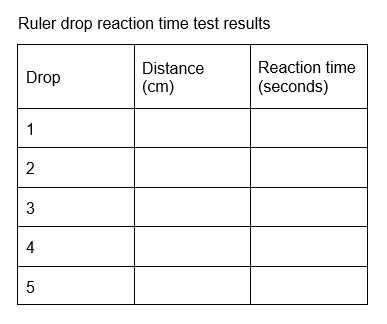 Ruler drop reaction time test results
Drop
Distance
(cm)
Reaction time
(seconds)
1
2
3
4
5